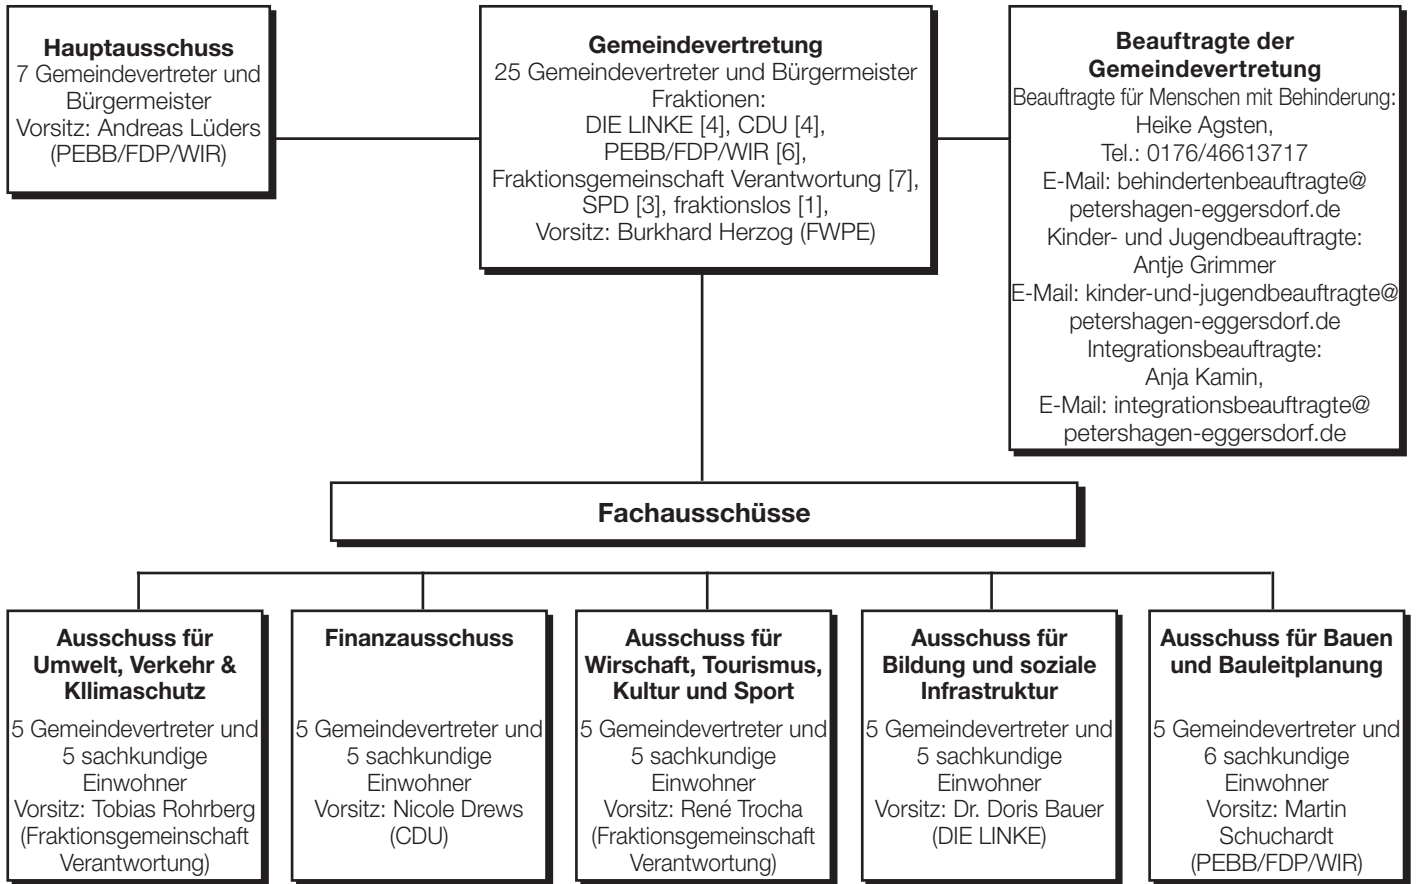 Hauptausschuss
7 Gemeindevertreter und
Bürgermeister
Vorsitz: Andreas Lüders
(PEBB/FDP/WIR)
Gemeindevertretung
25 Gemeindevertreter und Bürgermeister
Fraktionen:
DIE LINKE [4], CDU [4],
PEBB/FDP/WIR [6],
Fraktionsgemeinschaft Verantwortung [7],
SPD [3], fraktionslos [1],
Vorsitz: Burkhard Herzog (FWPE)
Beauftragte der
Gemeindevertretung
Beauftragte für Menschen mit Behinderung:
Heike Agsten,
Tel.: 0176/46613717
E-Mail: behindertenbeauftragte@
petershagen-eggersdorf.de
Kinder- und Jugendbeauftragte:
Antje Grimmer
E-Mail: kinder-und-jugendbeauftragte@
petershagen-eggersdorf.de
Integrationsbeauftragte:
Anja Kamin,
E-Mail: integrationsbeauftragte@
petershagen-eggersdorf.de
Fachausschüsse
Ausschuss für
Umwelt, Verkehr &
Kllimaschutz
5 Gemeindevertreter und
5 sachkundige
Einwohner
Vorsitz: Tobias Rohrberg
(Fraktionsgemeinschaft
Verantwortung)
Finanzausschuss
5 Gemeindevertreter und
5 sachkundige
Einwohner
Vorsitz: Nicole Drews
(CDU)
Ausschuss für
Wirschaft, Tourismus,
Kultur und Sport
5 Gemeindevertreter und
5 sachkundige
Einwohner
Vorsitz: René Trocha
(Fraktionsgemeinschaft
Verantwortung)
Ausschuss für
Bildung und soziale
Infrastruktur
5 Gemeindevertreter und
5 sachkundige
Einwohner
Vorsitz: Dr. Doris Bauer
(DIE LINKE)
Ausschuss für Bauen
und Bauleitplanung
5 Gemeindevertreter und
6 sachkundige
Einwohner
Vorsitz: Martin
Schuchardt
(PEBB/FDP/WIR)